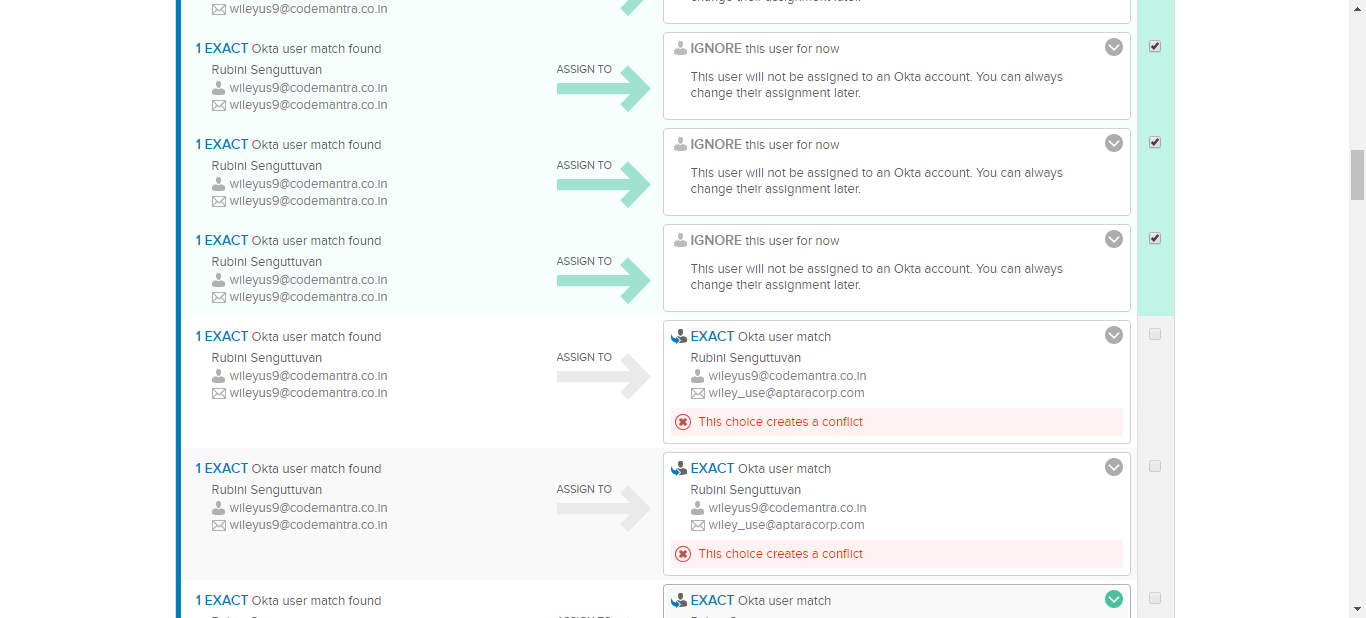 wileyus9@codemantra.co.in
change their assignment later.
1 EXACT Okta user match found
Rubini Senguttuvan
wileyus9@codemantra.co.in
wileyus9@codemantra.co.in
ASSIGN TO
IGNORE this user for now
This user will not be assigned to an Okta account. You can always
change their assignment later.
1 EXACT Okta user match found
Rubini Senguttuvan
wileyus9@codemantra.co.in
wileyus9@codemantra.co.in
ASSIGN TO
IGNORE this user for now
This user will not be assigned to an Okta account. You can always
change their assignment later.
1 EXACT Okta user match found
Rubini Senguttuvan
wileyus9@codemantra.co.in
wileyus9@codemantra.co.in
ASSIGN TO
IGNORE this user for now
This user will not be assigned to an Okta account. You can always
change their assignment later.
1 EXACT Okta user match found
Rubini Senguttuvan
wileyus9@codemantra.co.in
wileyus9@codemantra.co.in
ASSIGN TO
EXACT Okta user match
Rubini Senguttuvan
wileyus9@codemantra.co.in
wiley_use@aptaracorp.com
This choice creates a conflict
1 EXACT Okta user match found
Rubini Senguttuvan
wileyus9@codemantra.co.in
wileyus9@codemantra.co.in
ASSIGN TO
EXACT Okta user match
Rubini Senguttuvan
wileyus9@codemantra.co.in
wiley_use@aptaracorp.com
This choice creates a conflict
1 EXACT Okta user match found
EXACT Okta user match